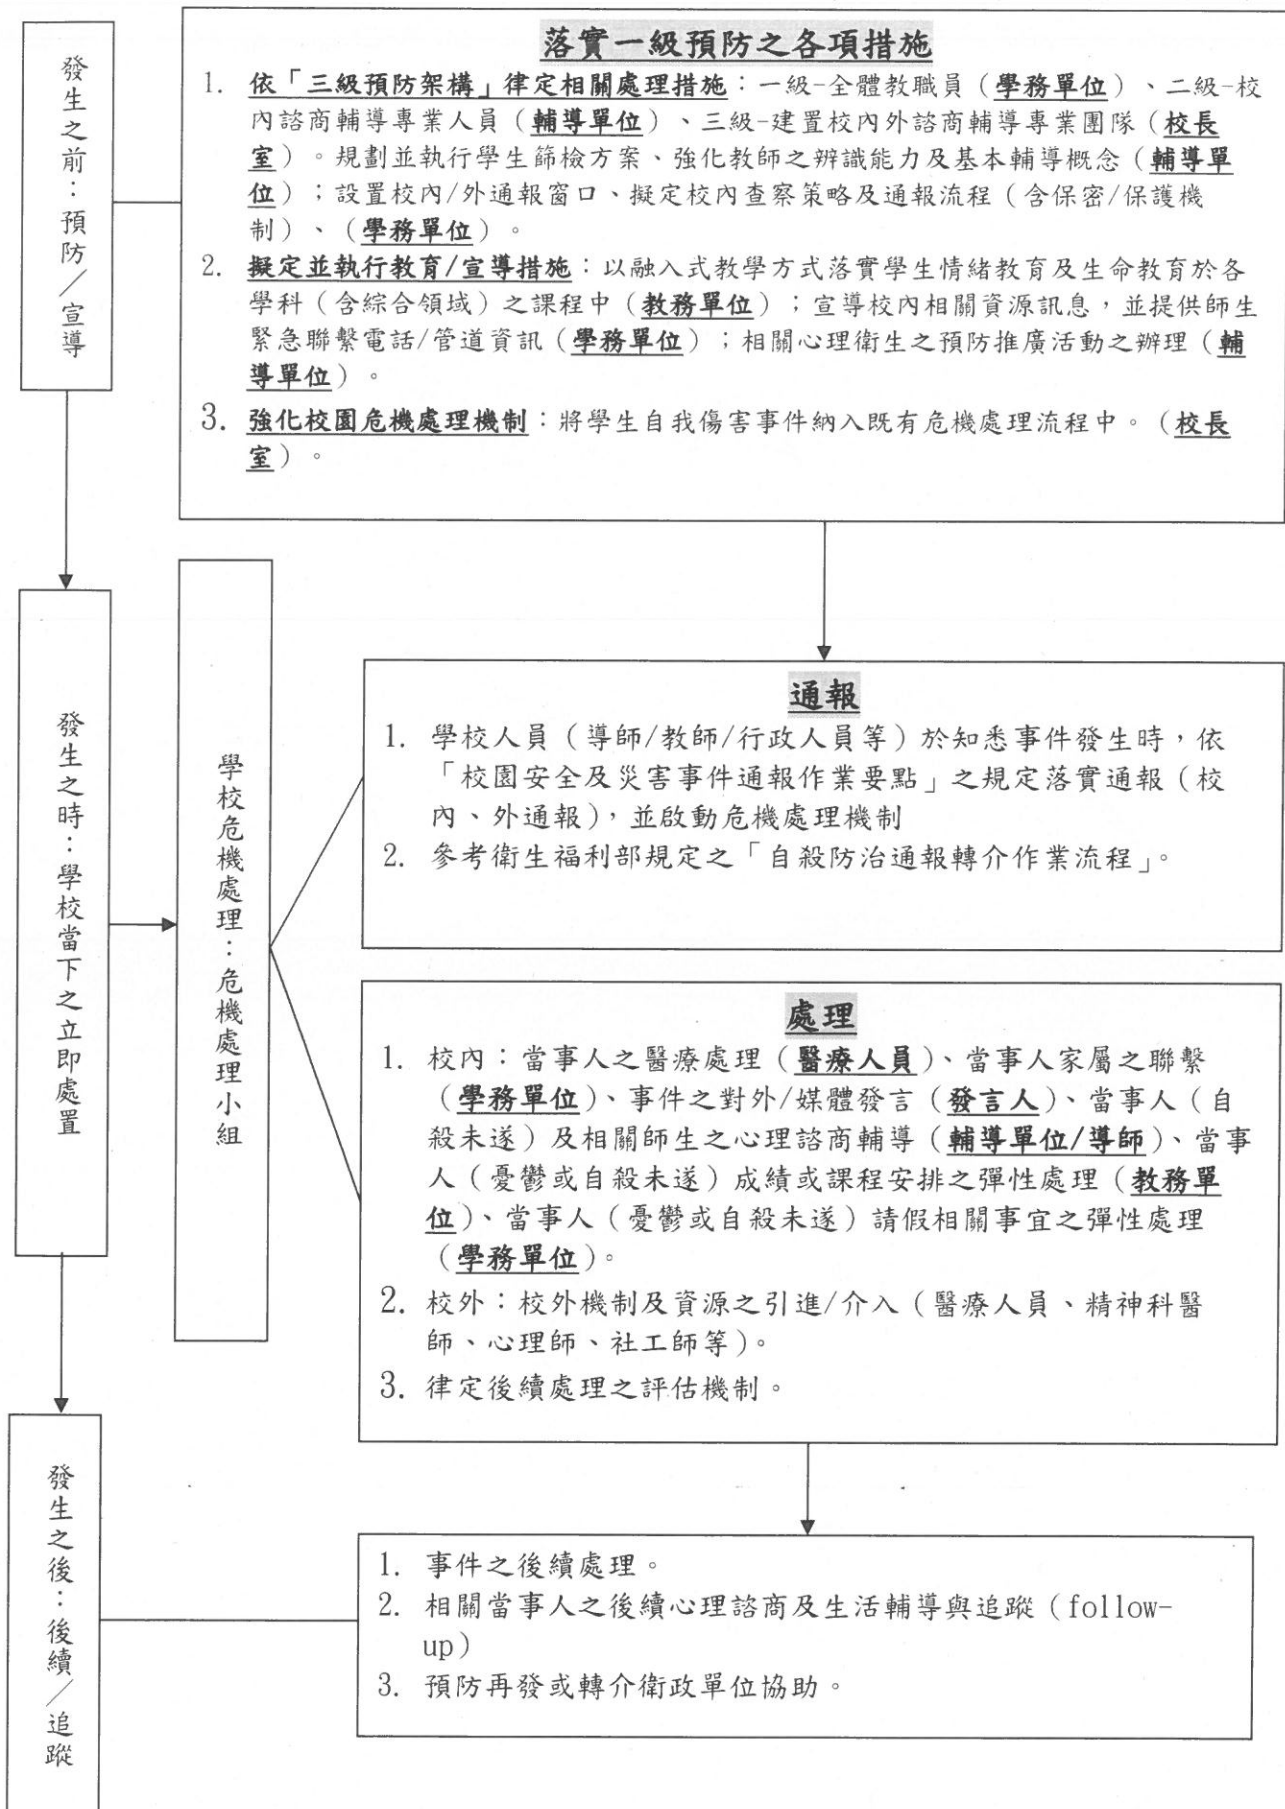 發生之前：預防／宣導
落實一級預防之各項措施
1. 依「三級預防架構」律定相關處理措施：一級-全體教職員（學務單位）、二級-校
內諮商輔導專業人員（輔導單位）、三級-建置校內外諮商輔導專業團隊（校長
室）。規劃並執行學生篩檢方案、強化教師之辨識能力及基本輔導概念（輔導單
位）；設置校內/外通報窗口、擬定校內查察策略及通報流程（含保密/保護機
制）、（學務單位）。
2. 擬定並執行教育/宣導措施：以融入式教學方式落實學生情緒教育及生命教育於各
學科（含綜合領域）之課程中（教務單位）；宣導校內相關資源訊息，並提供師生
緊急聯繫電話/管道資訊（學務單位）；相關心理衛生之預防推廣活動之辦理（輔
導單位）。
3. 強化校園危機處理機制：將學生自我傷害事件納入既有危機處理流程中。（校長
室）。
發生之時：學校當下之立即處置
學校危機處理：危機處理小組
通報
1. 學校人員（導師/教師/行政人員等）於知悉事件發生時，依
「校園安全及災害事件通報作業要點」之規定落實通報（校
內、外通報），並啟動危機處理機制
2. 參考衛生福利部規定之「自殺防治通報轉介作業流程」。
處理
1. 校內：當事人之醫療處理（醫療人員）、當事人家屬之聯繫
（學務單位）、事件之對外/媒體發言（發言人）、當事人（自
殺未遂）及相關師生之心理諮商輔導（輔導單位/導師）、當事
人（憂鬱或自殺未遂）成績或課程安排之彈性處理（教務單
位）、當事人（憂鬱或自殺未遂）請假相關事宜之彈性處理
（學務單位）。
2. 校外：校外機制及資源之引進/介入（醫療人員、精神科醫
師、心理師、社工師等）。
3. 律定後續處理之評估機制。
發生之後：後續／追蹤
1. 事件之後續處理。
2. 相關當事人之後續心理諮商及生活輔導與追蹤（follow-
up）
3. 預防再發或轉介衛政單位協助。